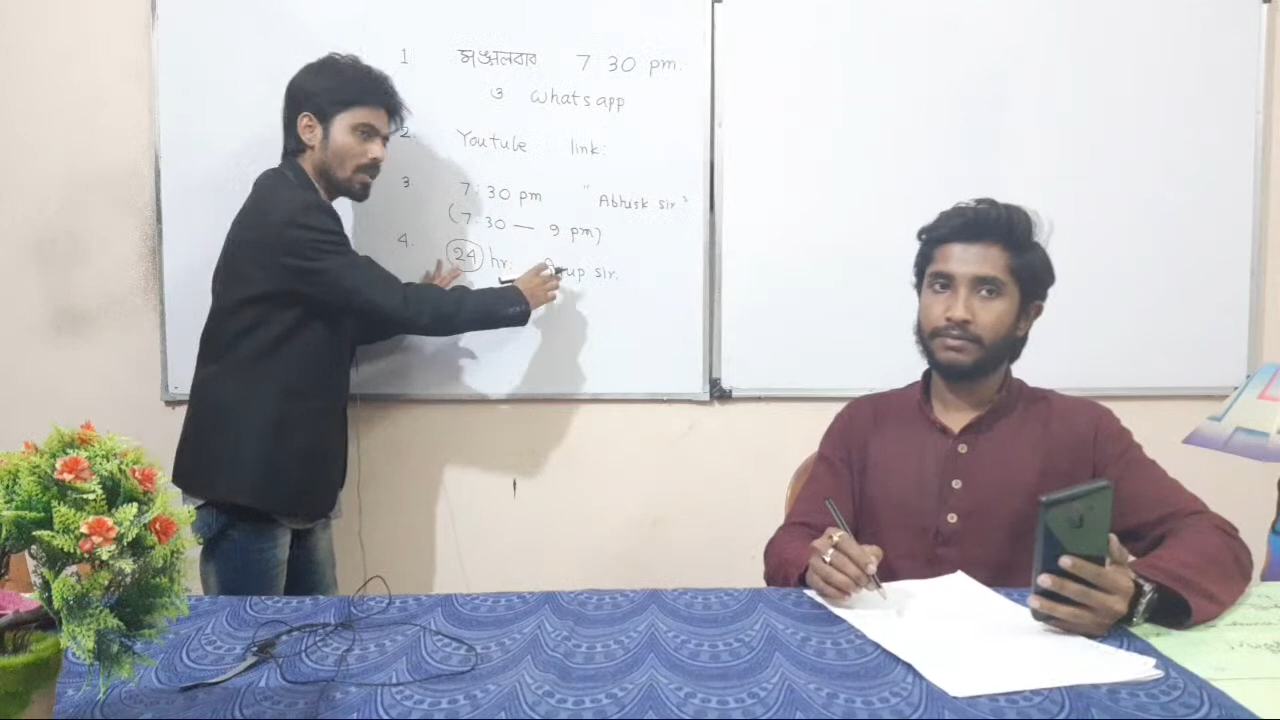 1 মঙ্গলবার 7:30 pm.
ও Whatsapp
2. Youtube link:
3. 7:30 pm "Abhisk sir"
(7:30 — 9 pm)
4. 24 hr. sir.